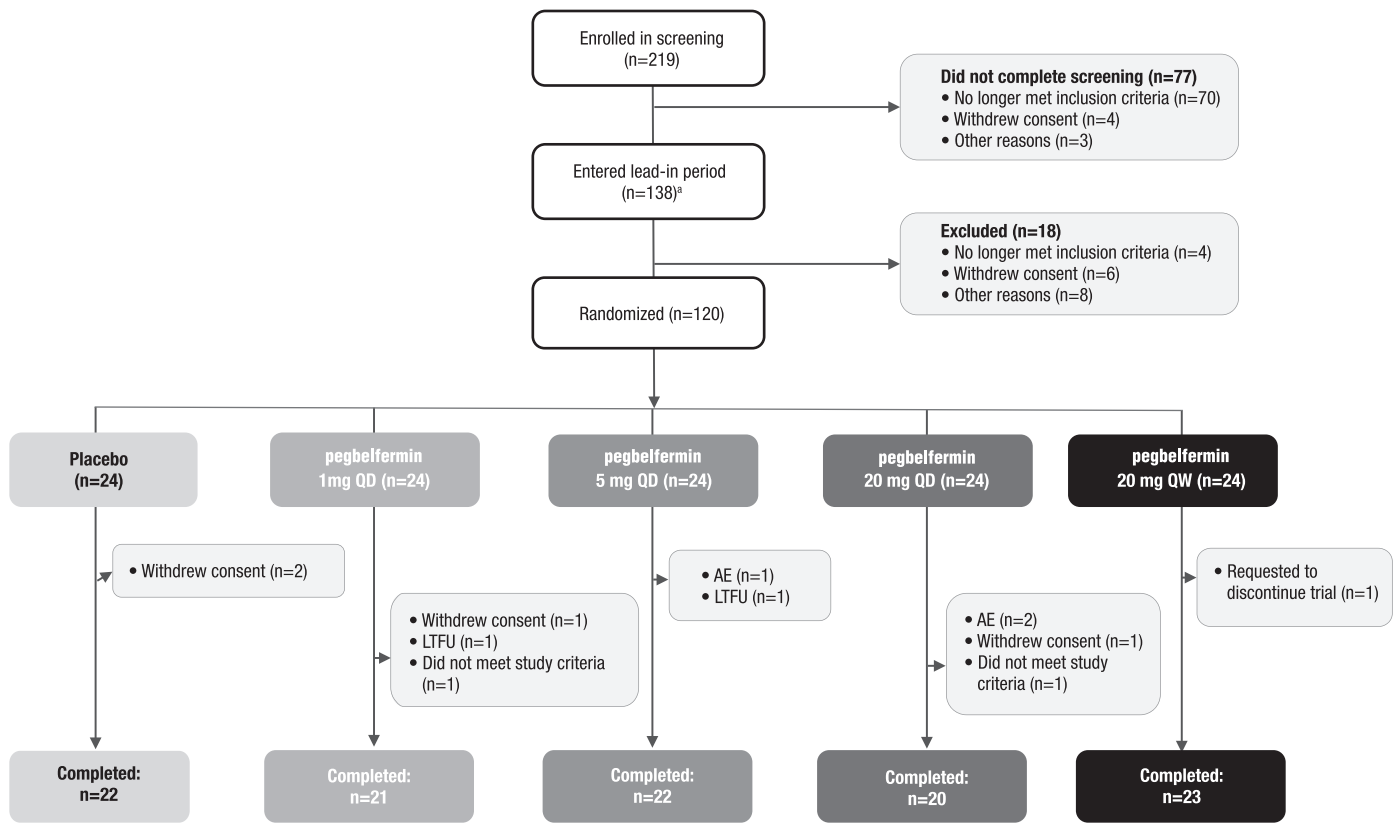 Enrolled in screening
(n=219)
Did not complete screening (n=77)
• No longer met inclusion criteria (n=70)
• Withdrew consent (n=4)
• Other reasons (n=3)
Entered lead-in period
(n=138)ª
Excluded (n=18)
• No longer met inclusion criteria (n=4)
• Withdrew consent (n=6)
• Other reasons (n=8)
Randomized (n=120)
Placebo
(n=24)
pegbelfermin
1mg QD (n=24)
pegbelfermin
5 mg QD (n=24)
pegbelfermin
20 mg QD (n=24)
pegbelfermin
20 mg QW (n=24)
• Withdrew consent (n=2)
• Withdrew consent (n=1)
• LTFU (n=1)
• Did not meet study criteria
(n=1)
• AE (n=1)
• LTFU (n=1)
• AE (n=2)
• Withdrew consent (n=1)
• Did not meet study
criteria (n=1)
• Requested to
discontinue trial (n=1)
Completed:
n=22
Completed:
n=21
Completed:
n=22
Completed:
n=20
Completed:
n=23